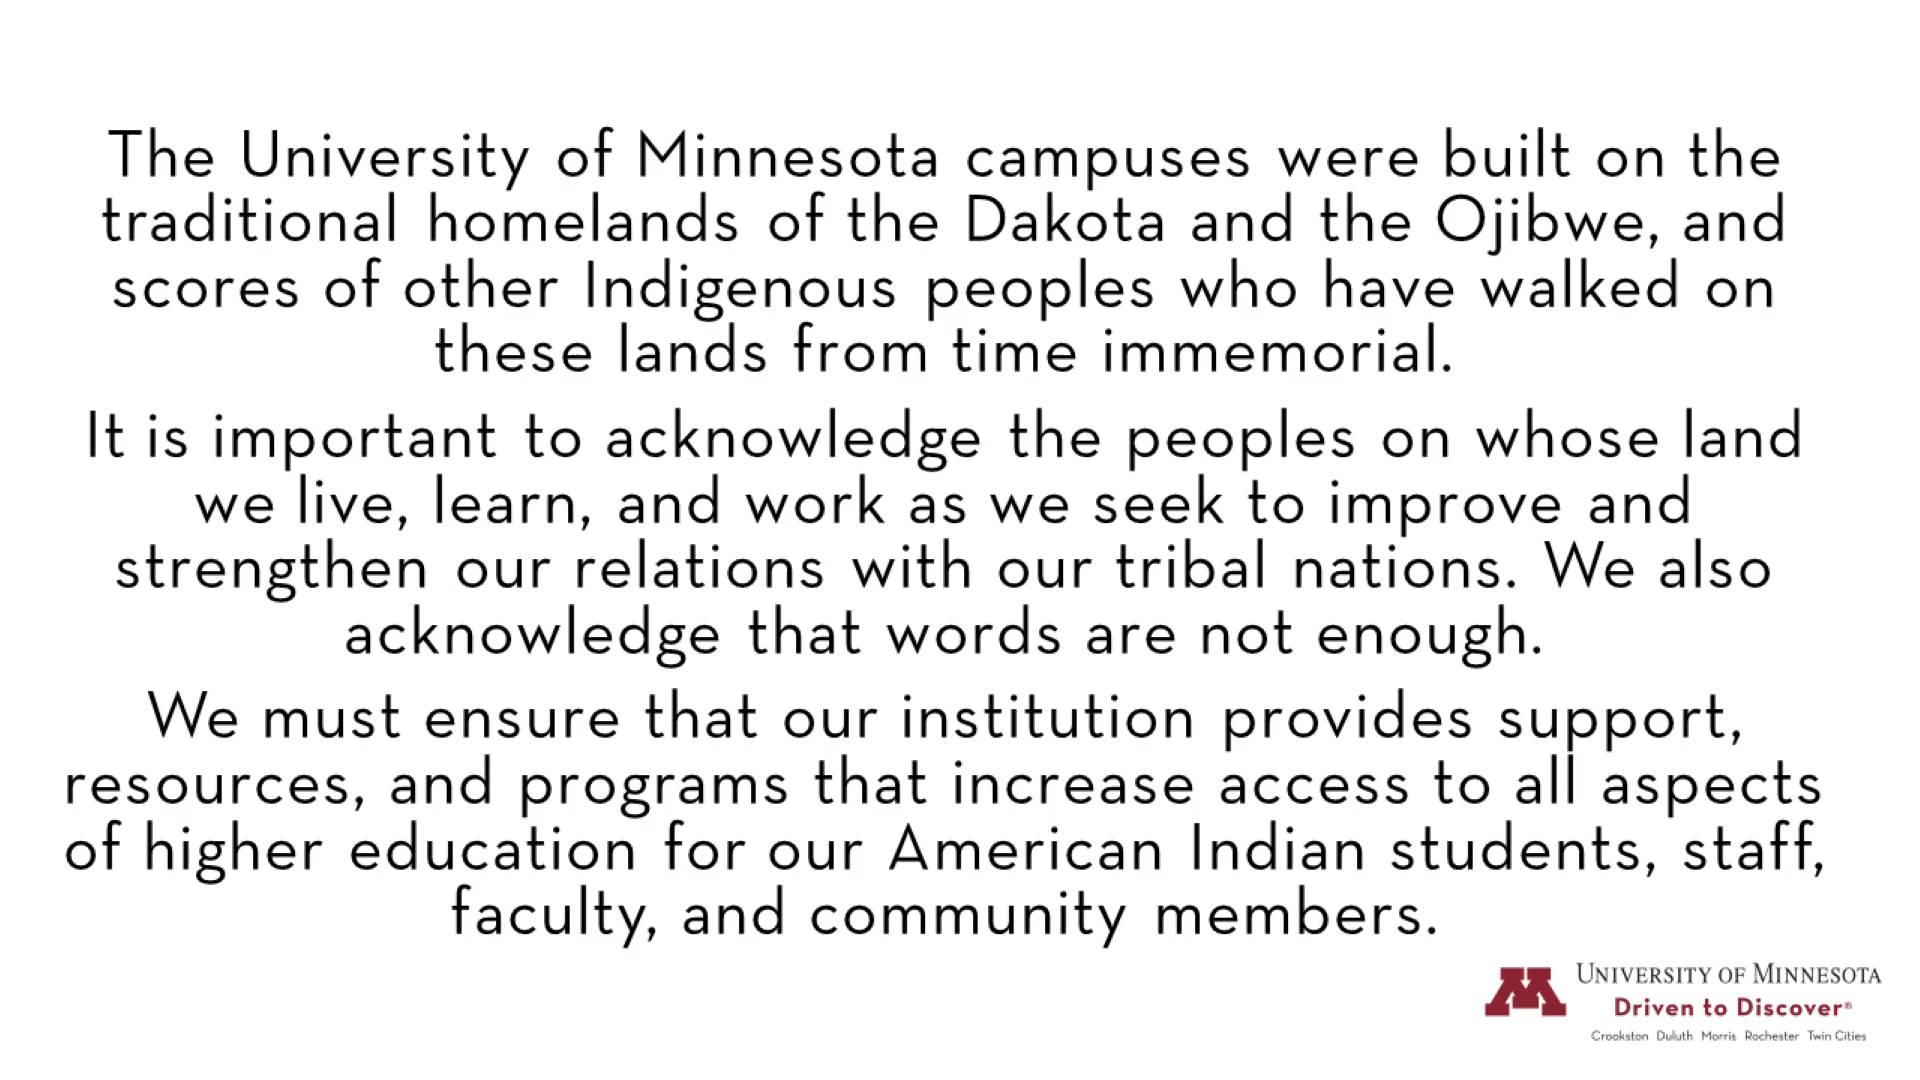 The University of Minnesota campuses were built on the
traditional homelands of the Dakota and the Ojibwe, and
scores of other Indigenous peoples who have walked on
these lands from time immemorial.
It is important to acknowledge the peoples on whose land
we live, learn, and work as we seek to improve and
strengthen our relations with our tribal nations. We also
acknowledge that words are not enough.
We must ensure that our institution provides support,
resources, and programs that increase access to all aspects
of higher education for our American Indian students, staff,
faculty, and community members.
M
UNIVERSITY OF MINNESOTA
Driven to Discover®
Crookston Duluth Morris Rochester Twin Cities